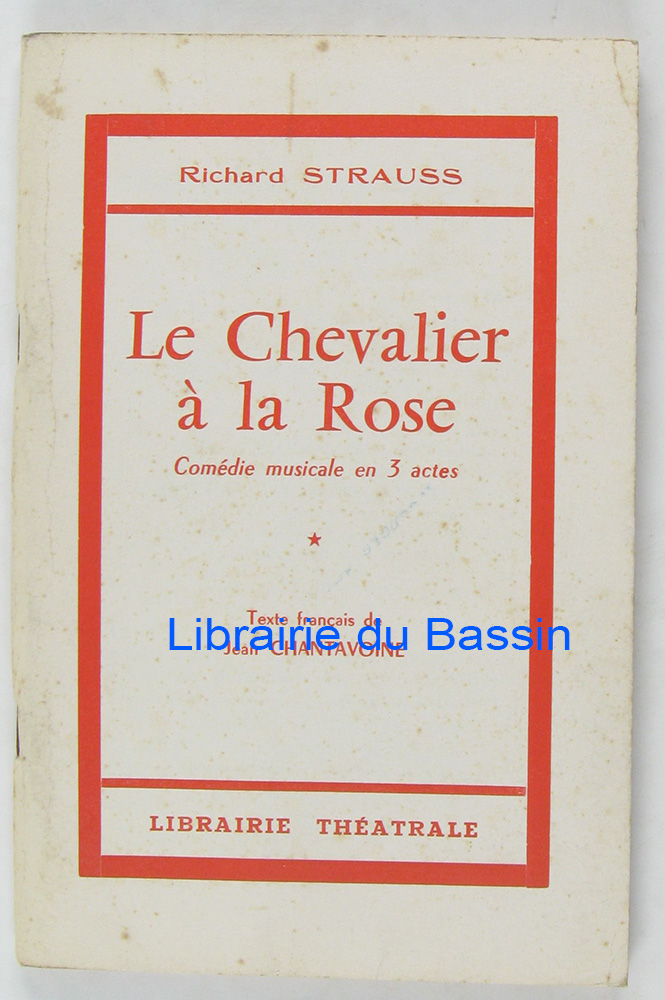 Richard STRAUSS
Le Chevalier
à la Rose
Comédie musicale en 3 actes
Texte français de
Librairie du Bassin
Jean CHANTAVOINE
LIBRAIRIE THÉATRALE